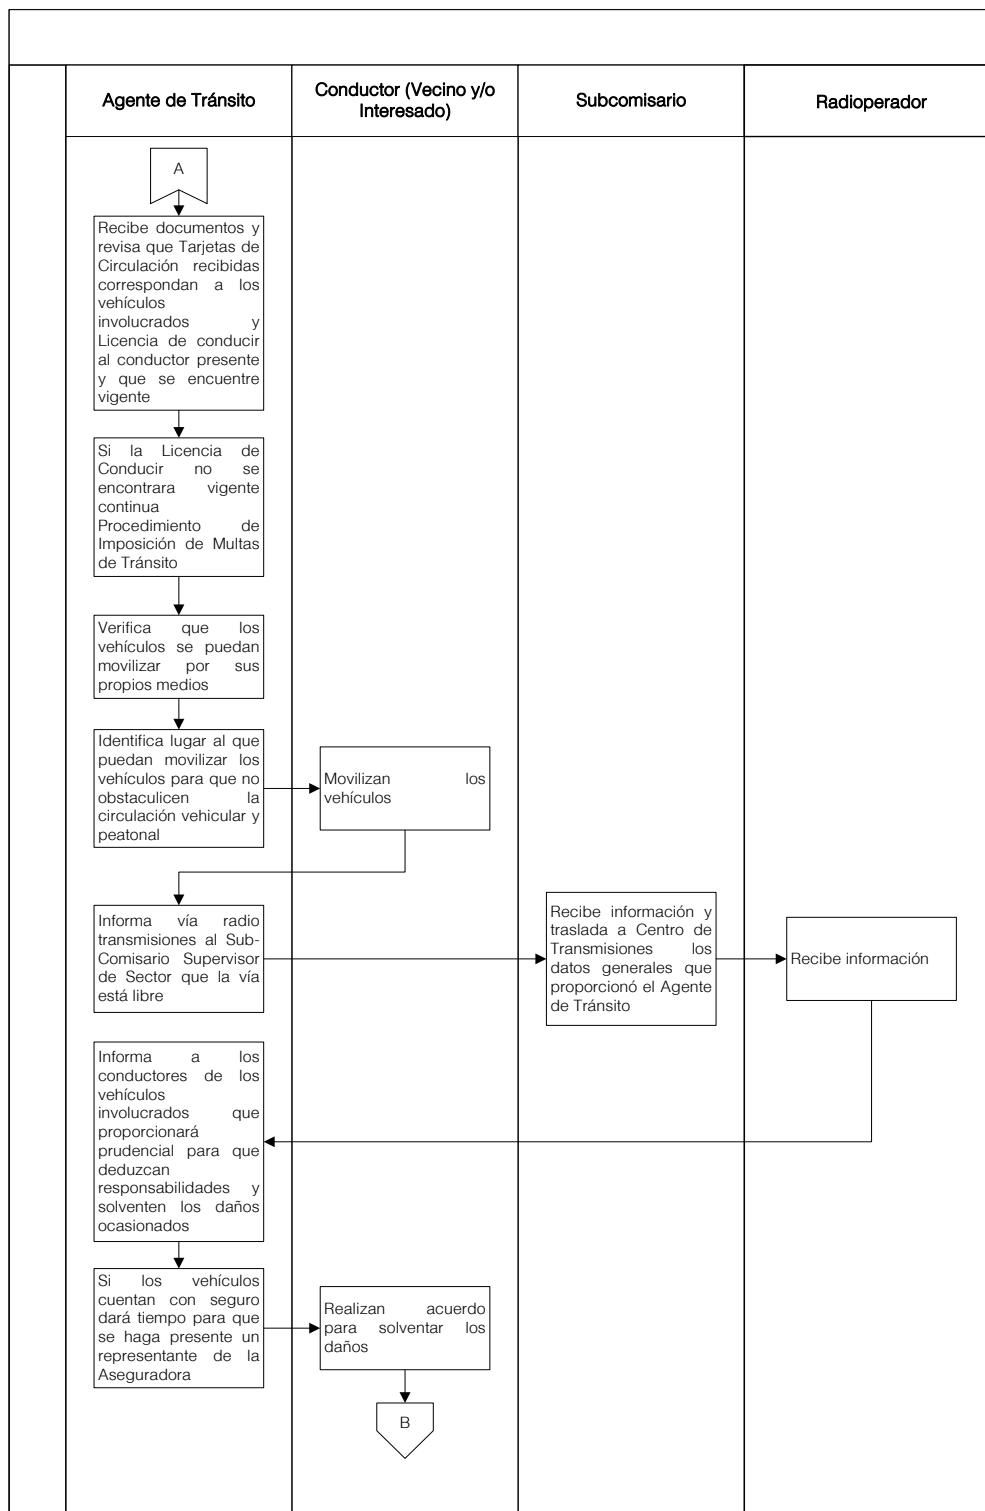 Agente de Tránsito
Conductor (Vecino y/o
Interesado)
Subcomisario
Radioperador
A
Recibe documentos y
revisa que Tarjetas de
Circulación recibidas
correspondan a los
vehículos
involucrados y
Licencia de conducir
al conductor presente
y que se encuentre
vigente
Si la Licencia de
Conducir no se
encontrara vigente
continua
Procedimiento de
Imposición de Multas
de Tránsito
Verifica que los
vehículos se puedan
movilizar por sus
propios medios
Identifica lugar al que
puedan movilizar los
vehículos para que no
obstaculicen la
circulación vehicular y
peatonal
Movilizan los
vehículos
Informa vía radio
transmisiones al Sub-
Comisario Supervisor
de Sector que la vía
está libre
Recibe información y
traslada a Centro de
Transmisiones los
datos generales que
proporcionó el Agente
de Tránsito
Recibe información
Informa a los
conductores de los
vehículos
involucrados que
proporcionará
prudencial para que
deduzcan
responsabilidades y
solventen los daños
ocasionados
Si los vehículos
cuentan con seguro
dará tiempo para que
se haga presente un
representante de la
Aseguradora
Realizan acuerdo
para solventar los
daños
B